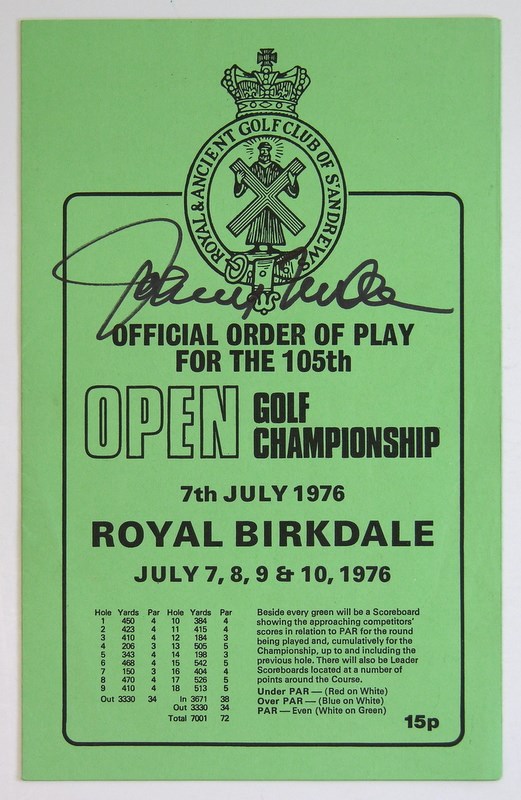 ROYAL & ANCIENT GOLF CLUB OF ST ANDREWS
Johnny Miller
OFFICIAL ORDER OF PLAY
FOR THE 105th
OPEN GOLF CHAMPIONSHIP
7th JULY 1976
ROYAL BIRKDALE
JULY 7, 8, 9 & 10, 1976
Hole Yards Par Hole Yards Par
1 450 4 10 384 4
2 423 4 11 415 4
3 410 4 12 184 3
4 206 3 13 505 5
5 343 4 14 198 3
6 468 4 15 542 5
7 150 3 16 404 4
8 470 4 17 526 5
9 410 4 18 513 5
Out 3330 34 In 3671 38
Out 3330 34
Total 7001 72
Beside every green will be a Scoreboard
showing the approaching competitors'
scores in relation to PAR for the round
being played and, cumulatively for the
Championship, up to and including the
previous hole. There will also be Leader
Scoreboards located at a number of
points around the Course.
Under PAR — (Red on White)
Over PAR — (Blue on White)
PAR — Even (White on Green)
15p